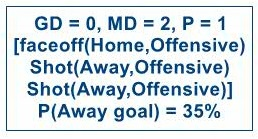 GD = 0, MD = 2, P = 1
[faceoff(Home,Offensive)
Shot(Away,Offensive)
Shot(Away,Offensive)]
P(Away goal) = 35%